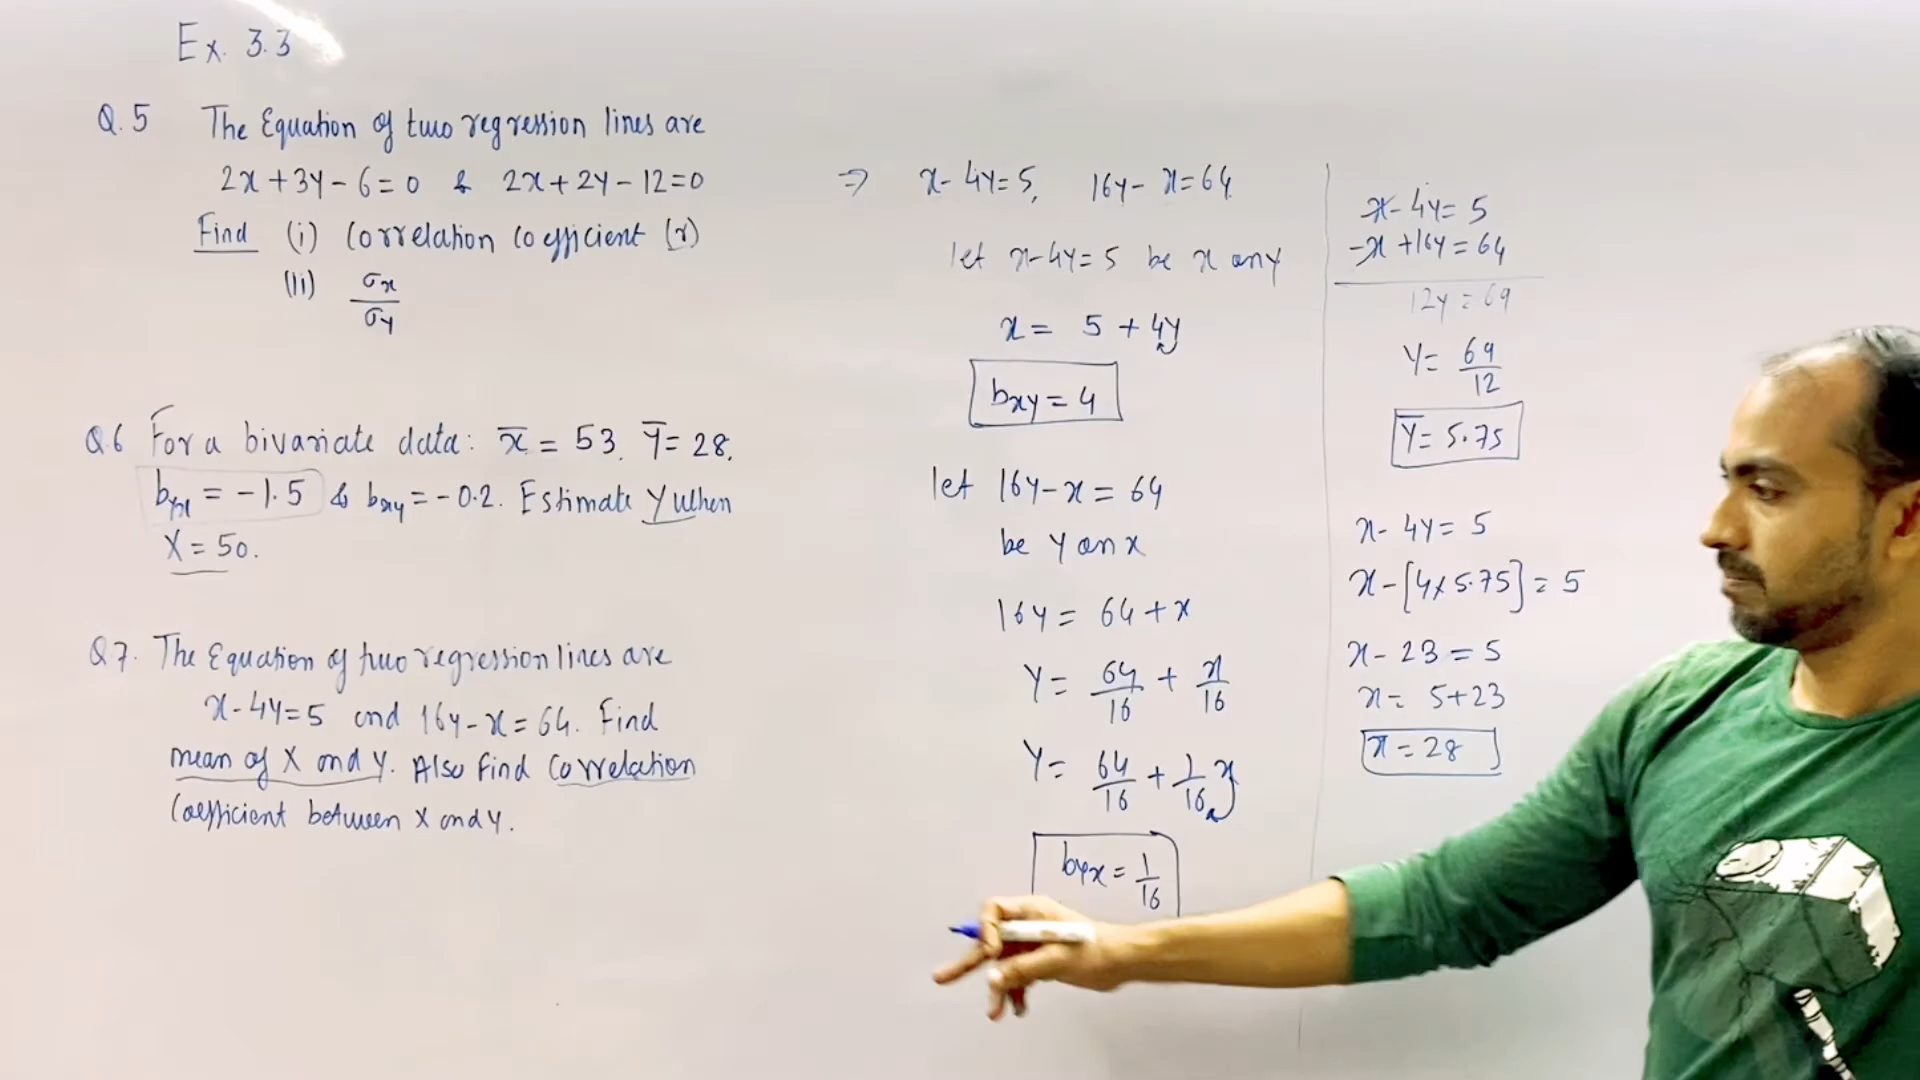 Ex. 3.3
Q.5 The Equation of two regression lines are
2x+3y-6=0 & 2x+2y-12=0
Find (i) Correlation Coefficient (r)
(ii) σx/σy
Q.6 For a bivariate data: x̅ = 53. Y̅ = 28.
byx = -1.5 & bxy = -0.2. Estimate Y when
X = 50.
Q7. The Equation of two regression lines are
x-4y=5 and 16y-x=64. Find
mean of X and Y. Also find Correlation
Coefficient between X and Y.
⇒ x-4y=5, 16y-x=64
let x-4y=5 be x on y
x = 5 + 4y
bxy = 4
let 16y-x = 64
be y on x
16y = 64+x
Y= 64/16 + x/16
Y= 64/16 + 1/16 x
byx = 1/16
x-4y=5
-x+16y=64
12y=69
Y= 69/12
Y̅ = 5.75
x-4y=5
x-[4x5.75]=5
x-23=5
x= 5+23
x̅=28